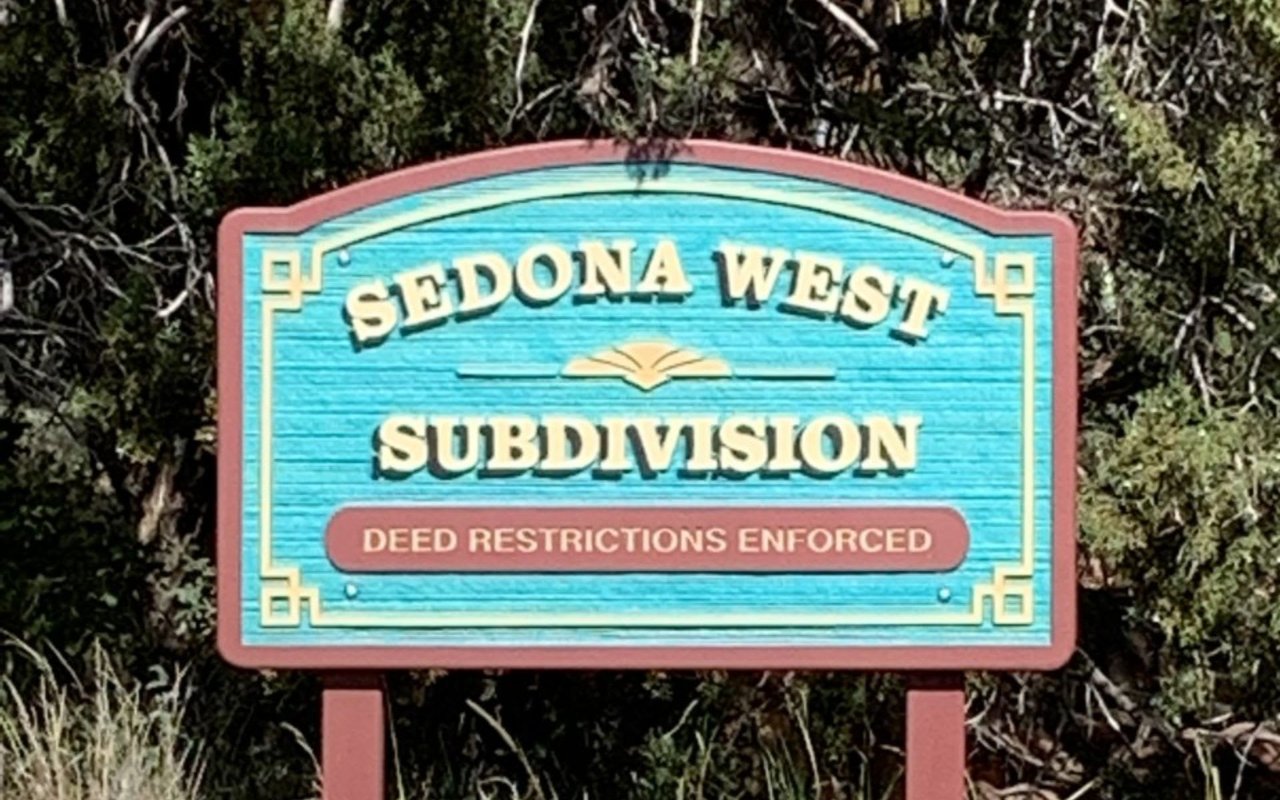 SEDONA WEST
SUBDIVISION
DEED RESTRICTIONS ENFORCED